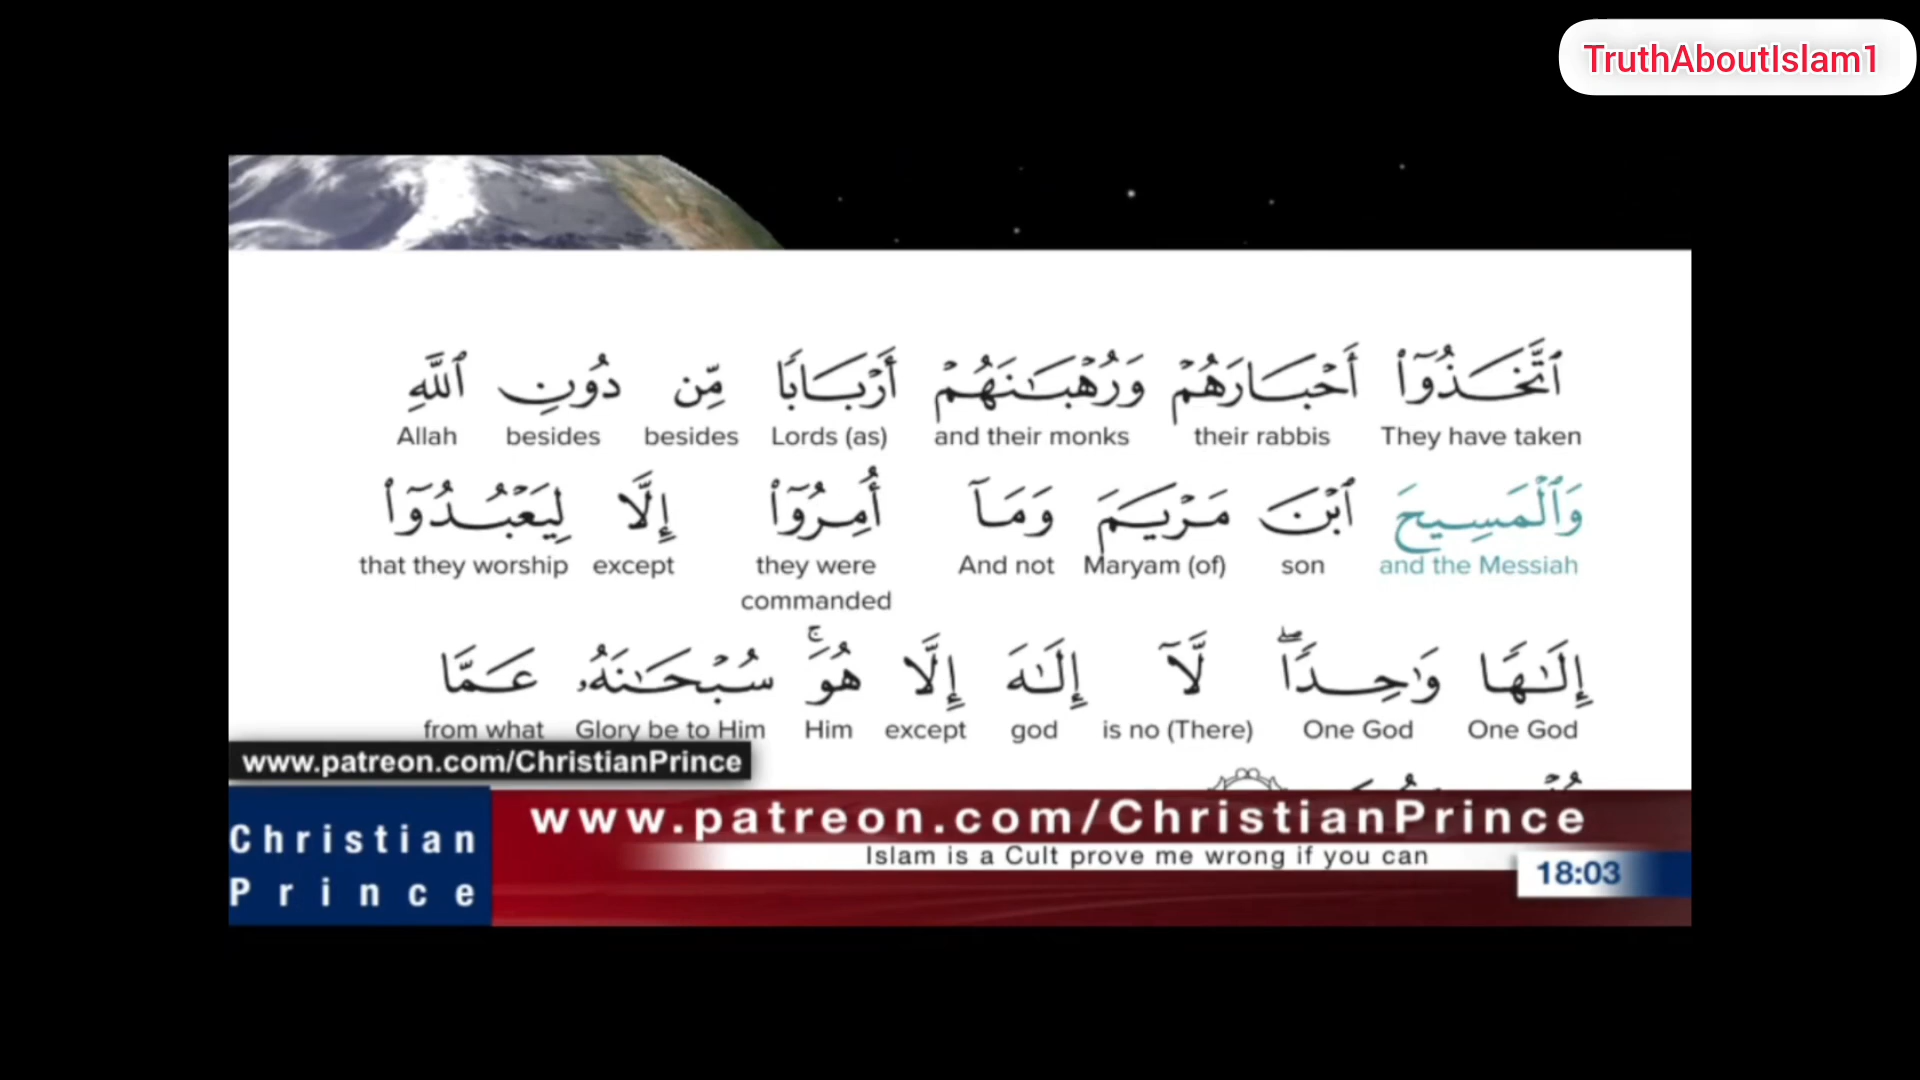 TruthAboutIslam1
ٱتَّخَذُوٓا۟ أَحْبَارَهُمْ وَرُهْبَـٰنَهُمْ أَرْبَابًا مِّن دُونِ ٱللَّهِ
Allah besides besides Lords (as) and their monks their rabbis They have taken
وَٱلْمَسِيحَ ٱبْنَ مَرْيَمَ وَمَآ أُمِرُوٓا۟ إِلَّا لِيَعْبُدُوٓا۟
that they worship except they were commanded And not Maryam (of) son and the Messiah
إِلَـٰهًا وَٰحِدًا ۖ لَّآ إِلَـٰهَ إِلَّا هُوَ ۚ سُبْحَـٰنَهُۥ عَمَّا
from what Glory be to Him Him except god is no (There) One God One God
www.patreon.com/ChristianPrince
www.patreon.com/ChristianPrince
Christian
Prince
Islam is a Cult prove me wrong if you can
18:03